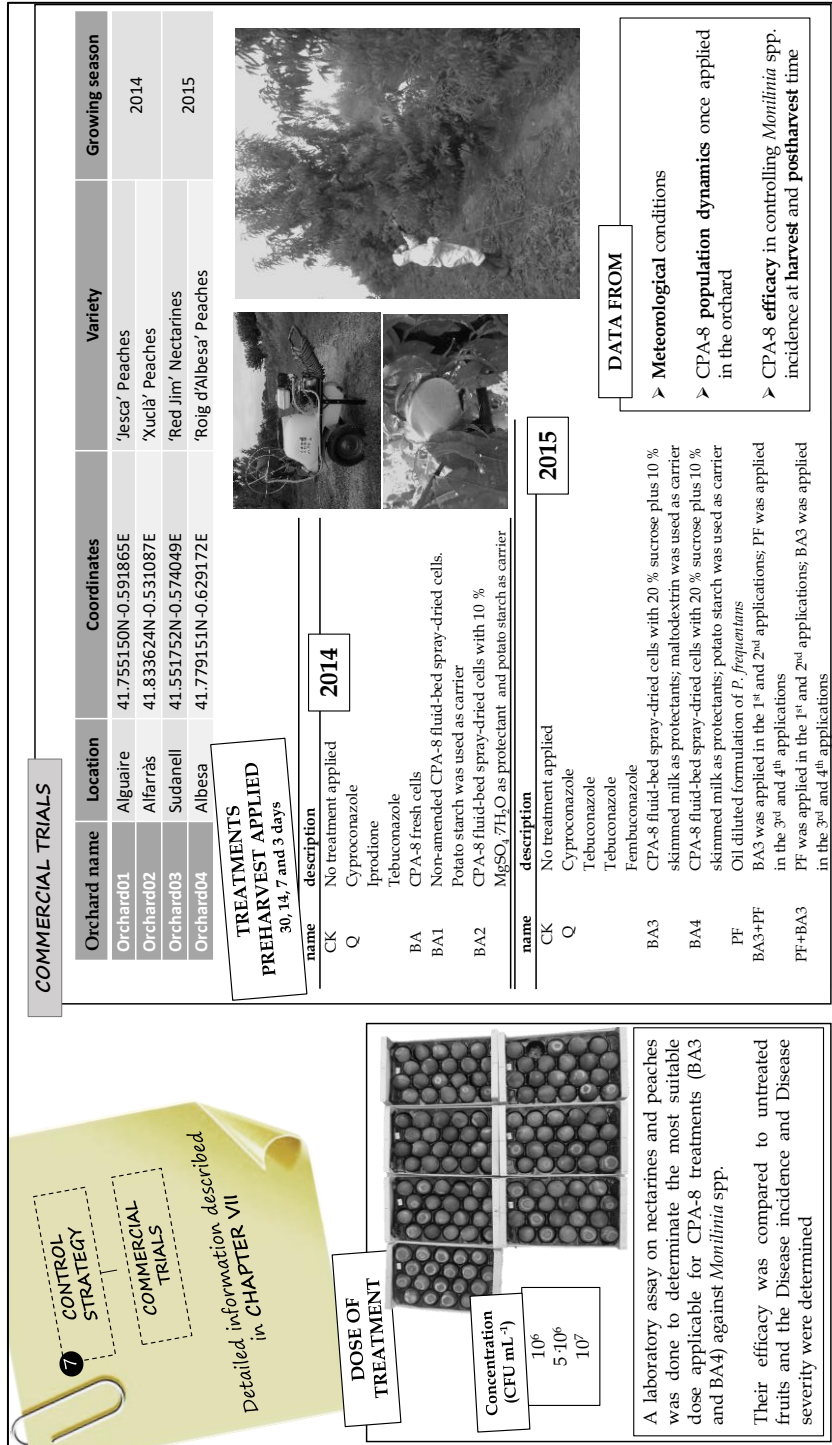 7
CONTROL
STRATEGY
COMMERCIAL
TRIALS
Detailed information described
in CHAPTER VII
DOSE OF
TREATMENT
Concentration
(CFU mL⁻¹)
10⁶
5·10⁶
10⁷
A laboratory assay on nectarines and peaches
was done to determinate the most suitable
dose applicable for CPA-8 treatments (BA3
and BA4) against Monilinia spp.
Their efficacy was compared to untreated
fruits and the Disease incidence and Disease
severity were determined
COMMERCIAL TRIALS
Orchard name Location Coordinates Variety Growing season
Orchard01 Alguaire 41.755150N-0.591865E 'Jesca' Peaches 2014
Orchard02 Alfarràs 41.833624N-0.531087E 'Xuclà' Peaches
Orchard03 Sudanell 41.551752N-0.574049E 'Red Jim' Nectarines 2015
Orchard04 Albesa 41.779151N-0.629172E 'Roig d'Albesa' Peaches
TREATMENTS
PREHARVEST APPLIED
30, 14, 7 and 3 days
2014
name description
CK No treatment applied
Q Cyproconazole
Iprodione
Tebuconazole
BA CPA-8 fresh cells
BA1 Non-amended CPA-8 fluid-bed spray-dried cells.
Potato starch was used as carrier
BA2 CPA-8 fluid-bed spray-dried cells with 10 %
MgSO₄·7H₂O as protectant and potato starch as carrier
2015
name description
CK No treatment applied
Q Cyproconazole
Tebuconazole
Tebuconazole
Fembuconazole
BA3 CPA-8 fluid-bed spray-dried cells with 20 % sucrose plus 10 %
skimmed milk as protectants; maltodextrin was used as carrier
BA4 CPA-8 fluid-bed spray-dried cells with 20 % sucrose plus 10 %
skimmed milk as protectants; potato starch was used as carrier
PF Oil diluted formulation of P. frequentans
BA3+PF BA3 was applied in the 1st and 2nd applications; PF was applied
in the 3rd and 4th applications
PF+BA3 PF was applied in the 1st and 2nd applications; BA3 was applied
in the 3rd and 4th applications
DATA FROM
➢ Meteorological conditions
➢ CPA-8 population dynamics once applied
in the orchard
➢ CPA-8 efficacy in controlling Monilinia spp.
incidence at harvest and postharvest time